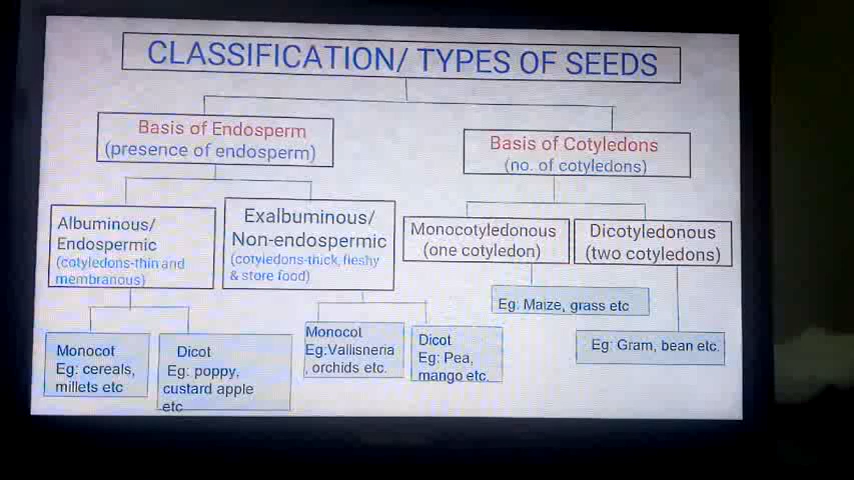 CLASSIFICATION/ TYPES OF SEEDS
Basis of Endosperm
(presence of endosperm)
Basis of Cotyledons
(no. of cotyledons)
Albuminous/
Endospermic
(cotyledons-thin and
membranous)
Exalbuminous/
Non-endospermic
(cotyledons-thick, fleshy
& store food)
Monocotyledonous
(one cotyledon)
Dicotyledonous
(two cotyledons)
Eg: Maize, grass etc
Eg: Gram, bean etc.
Monocot
Eg: cereals,
millets etc
Dicot
Eg: poppy,
custard apple
etc
Monocot
Eg:Vallisneria
, orchids etc.
Dicot
Eg: Pea,
mango etc.